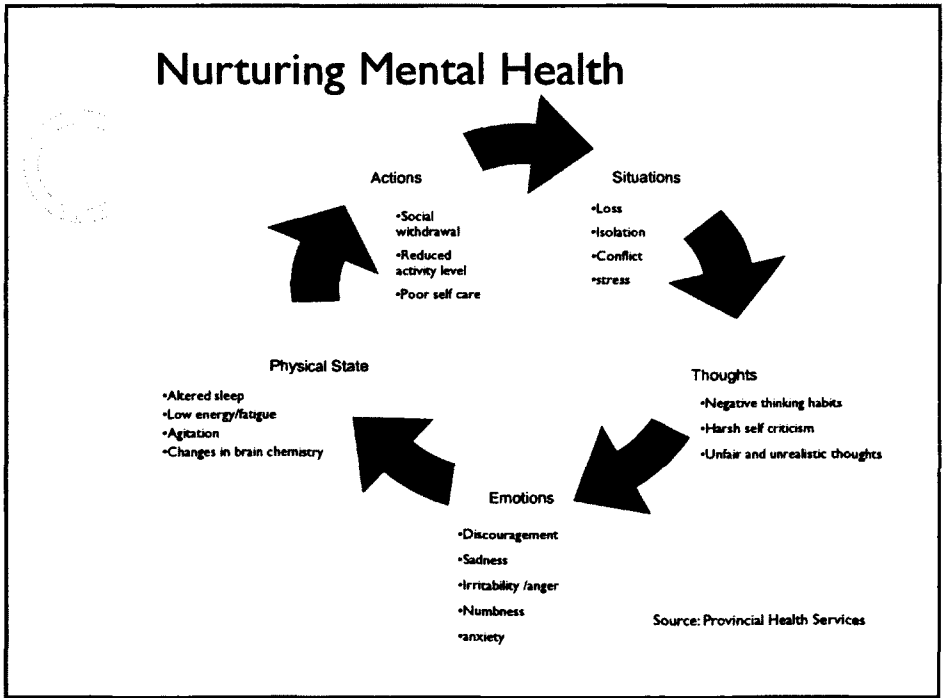 Nurturing Mental Health
Actions
•Social
withdrawal
•Reduced
activity level
•Poor self care
Situations
•Loss
•Isolation
•Conflict
•stress
Thoughts
•Negative thinking habits
•Harsh self criticism
•Unfair and unrealistic thoughts
Emotions
•Discouragement
•Sadness
•Irritability /anger
•Numbness
•anxiety
Physical State
•Altered sleep
•Low energy/fatigue
•Agitation
•Changes in brain chemistry
Source: Provincial Health Services